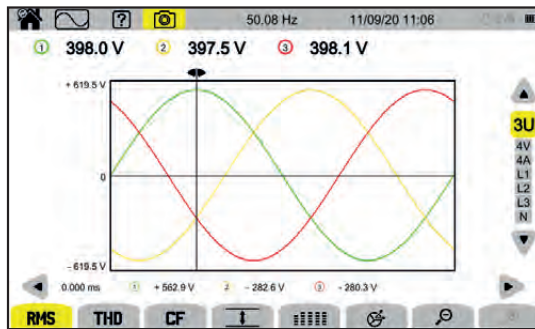 ? 50.08 Hz 11/09/20 11:06
1 398.0 V 2 397.5 V 3 398.1 V
+ 619.5 V
0
- 619.5 V
3U
4V
4A
L1
L2
L3
N
0.000 ms 1 + 562.9 V 2 - 282.6 V 3 - 280.3 V
RMS THD CF